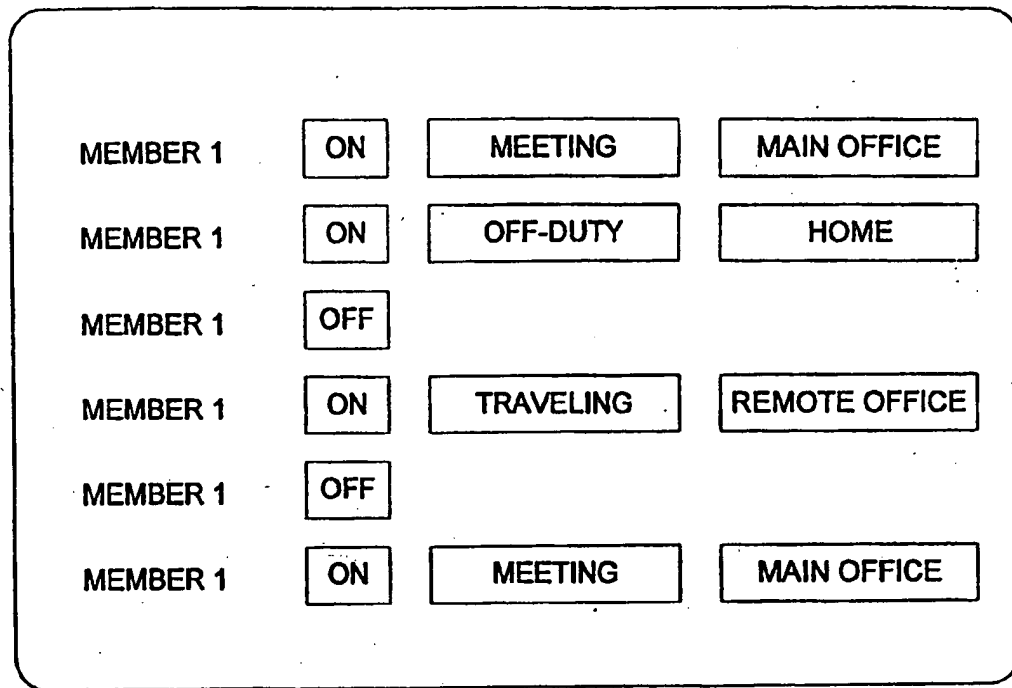 MEMBER 1 ON MEETING MAIN OFFICE
MEMBER 1 ON OFF-DUTY HOME
MEMBER 1 OFF
MEMBER 1 ON TRAVELING REMOTE OFFICE
MEMBER 1 OFF
MEMBER 1 ON MEETING MAIN OFFICE